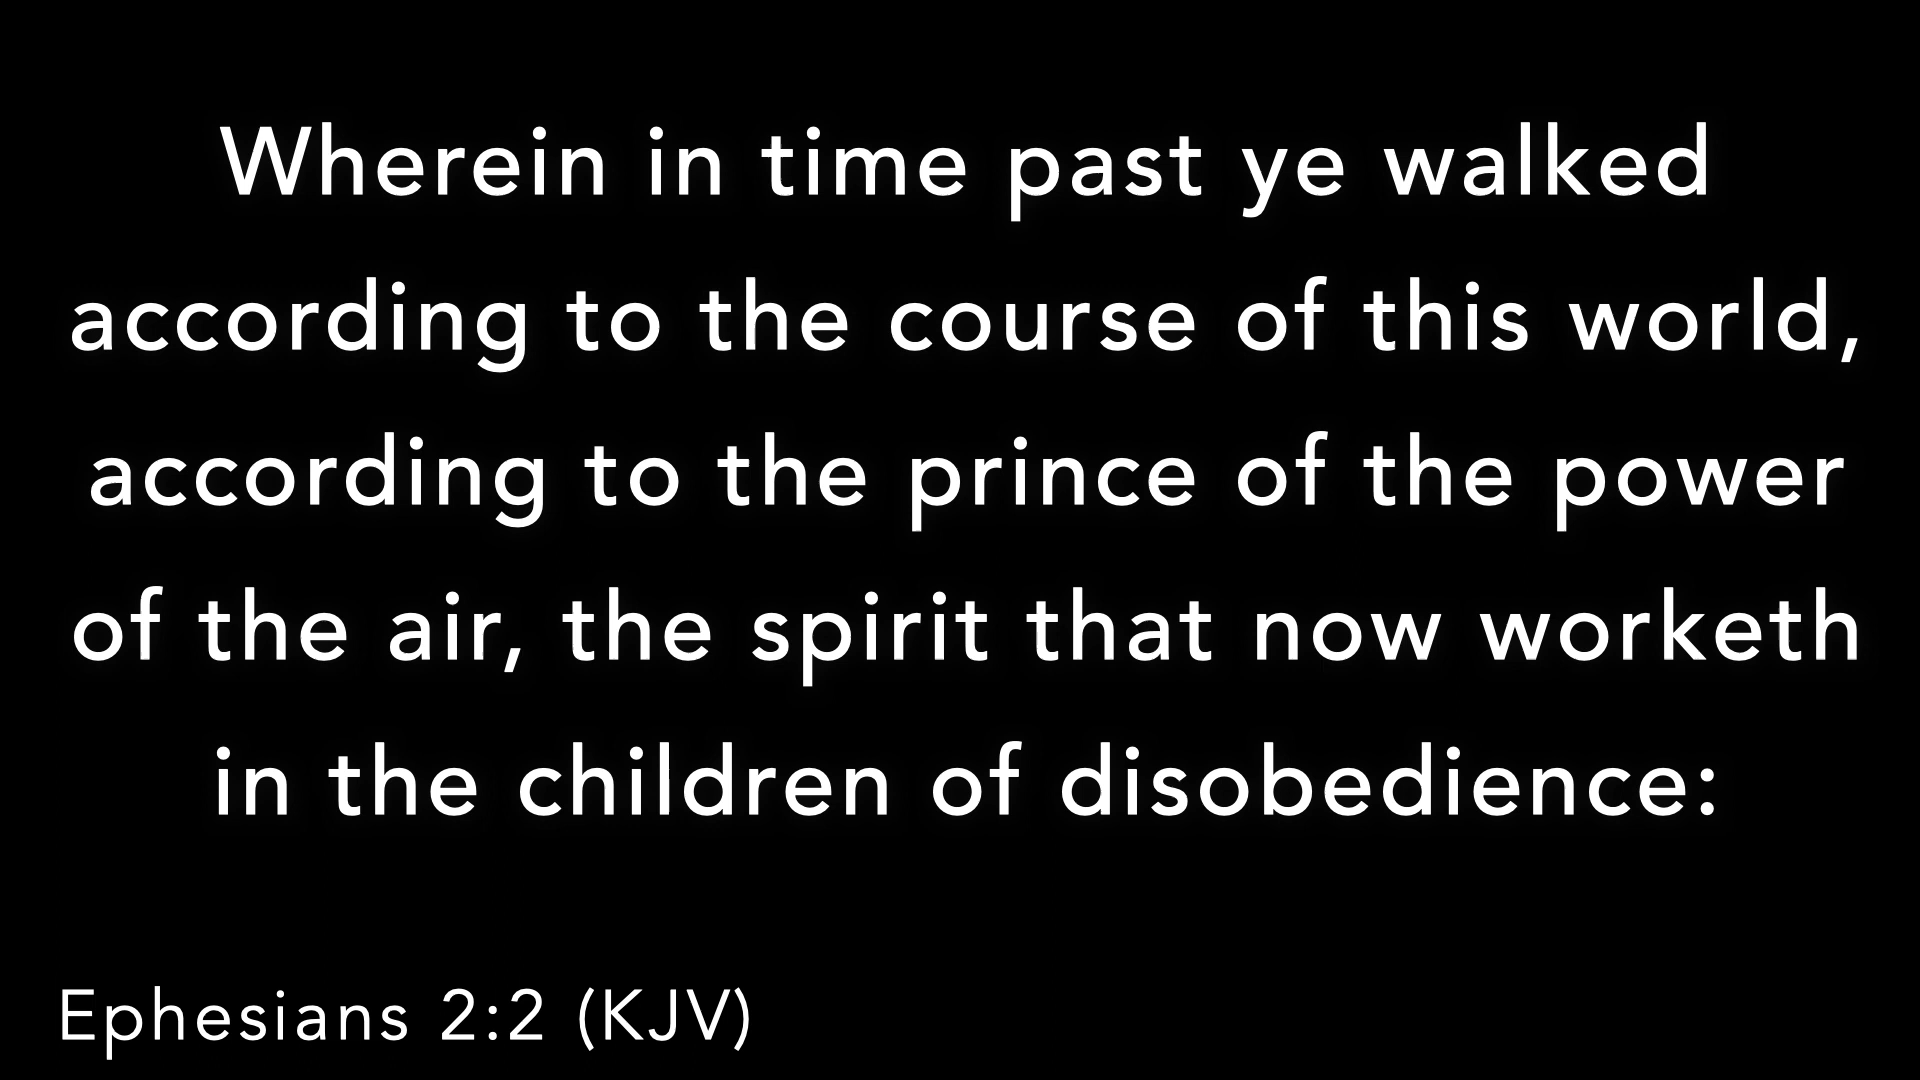 Wherein in time past ye walked
according to the course of this world,
according to the prince of the power
of the air, the spirit that now worketh
in the children of disobedience:
Ephesians 2:2 (KJV)